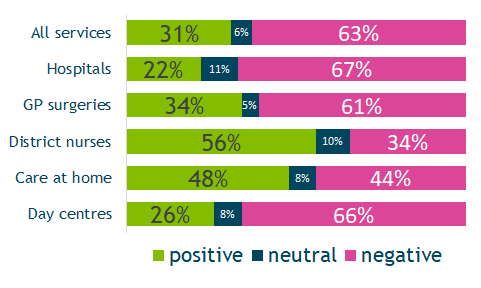 All services 31% 6% 63%
Hospitals 22% 11% 67%
GP surgeries 34% 5% 61%
District nurses 56% 10% 34%
Care at home 48% 8% 44%
Day centres 26% 8% 66%
positive neutral negative